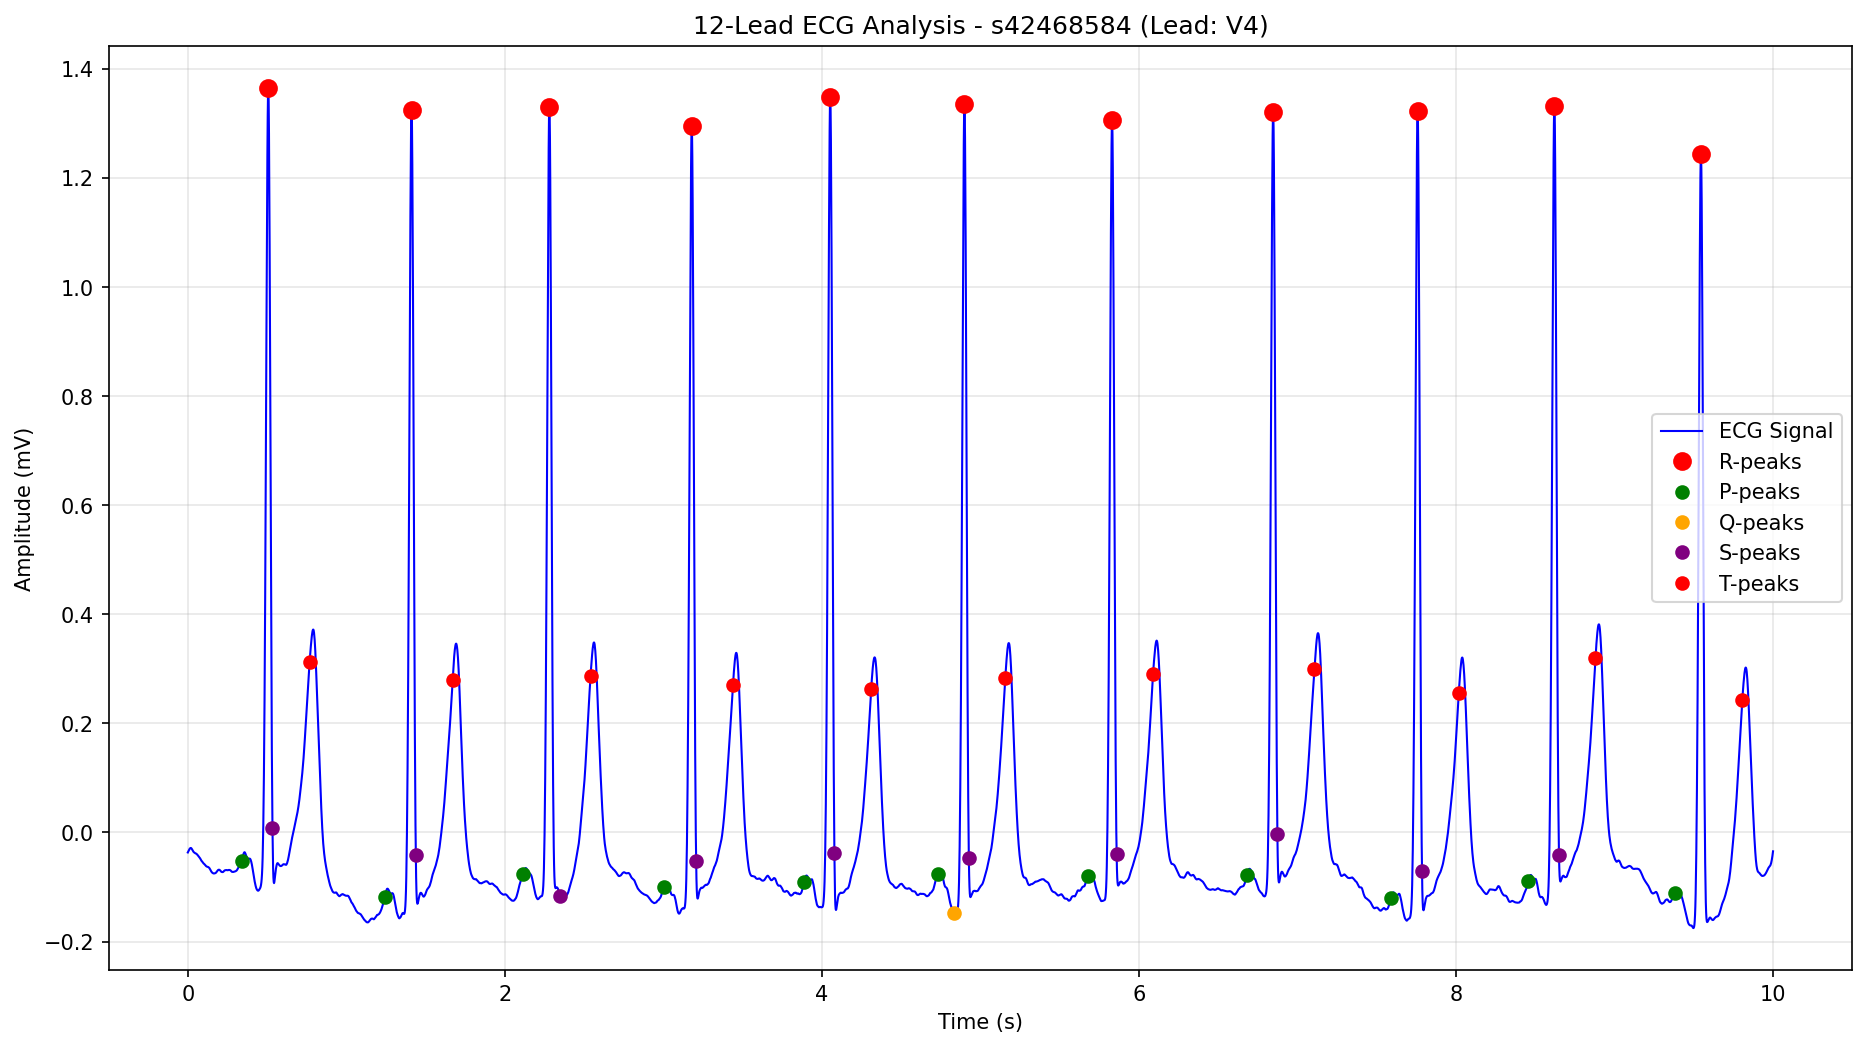 12-Lead ECG Analysis - s42468584 (Lead: V4)
Amplitude (mV)
1.4
1.2
1.0
0.8
0.6
0.4
0.2
0.0
−0.2
ECG Signal
R-peaks
P-peaks
Q-peaks
S-peaks
T-peaks
0 2 4 6 8 10
Time (s)